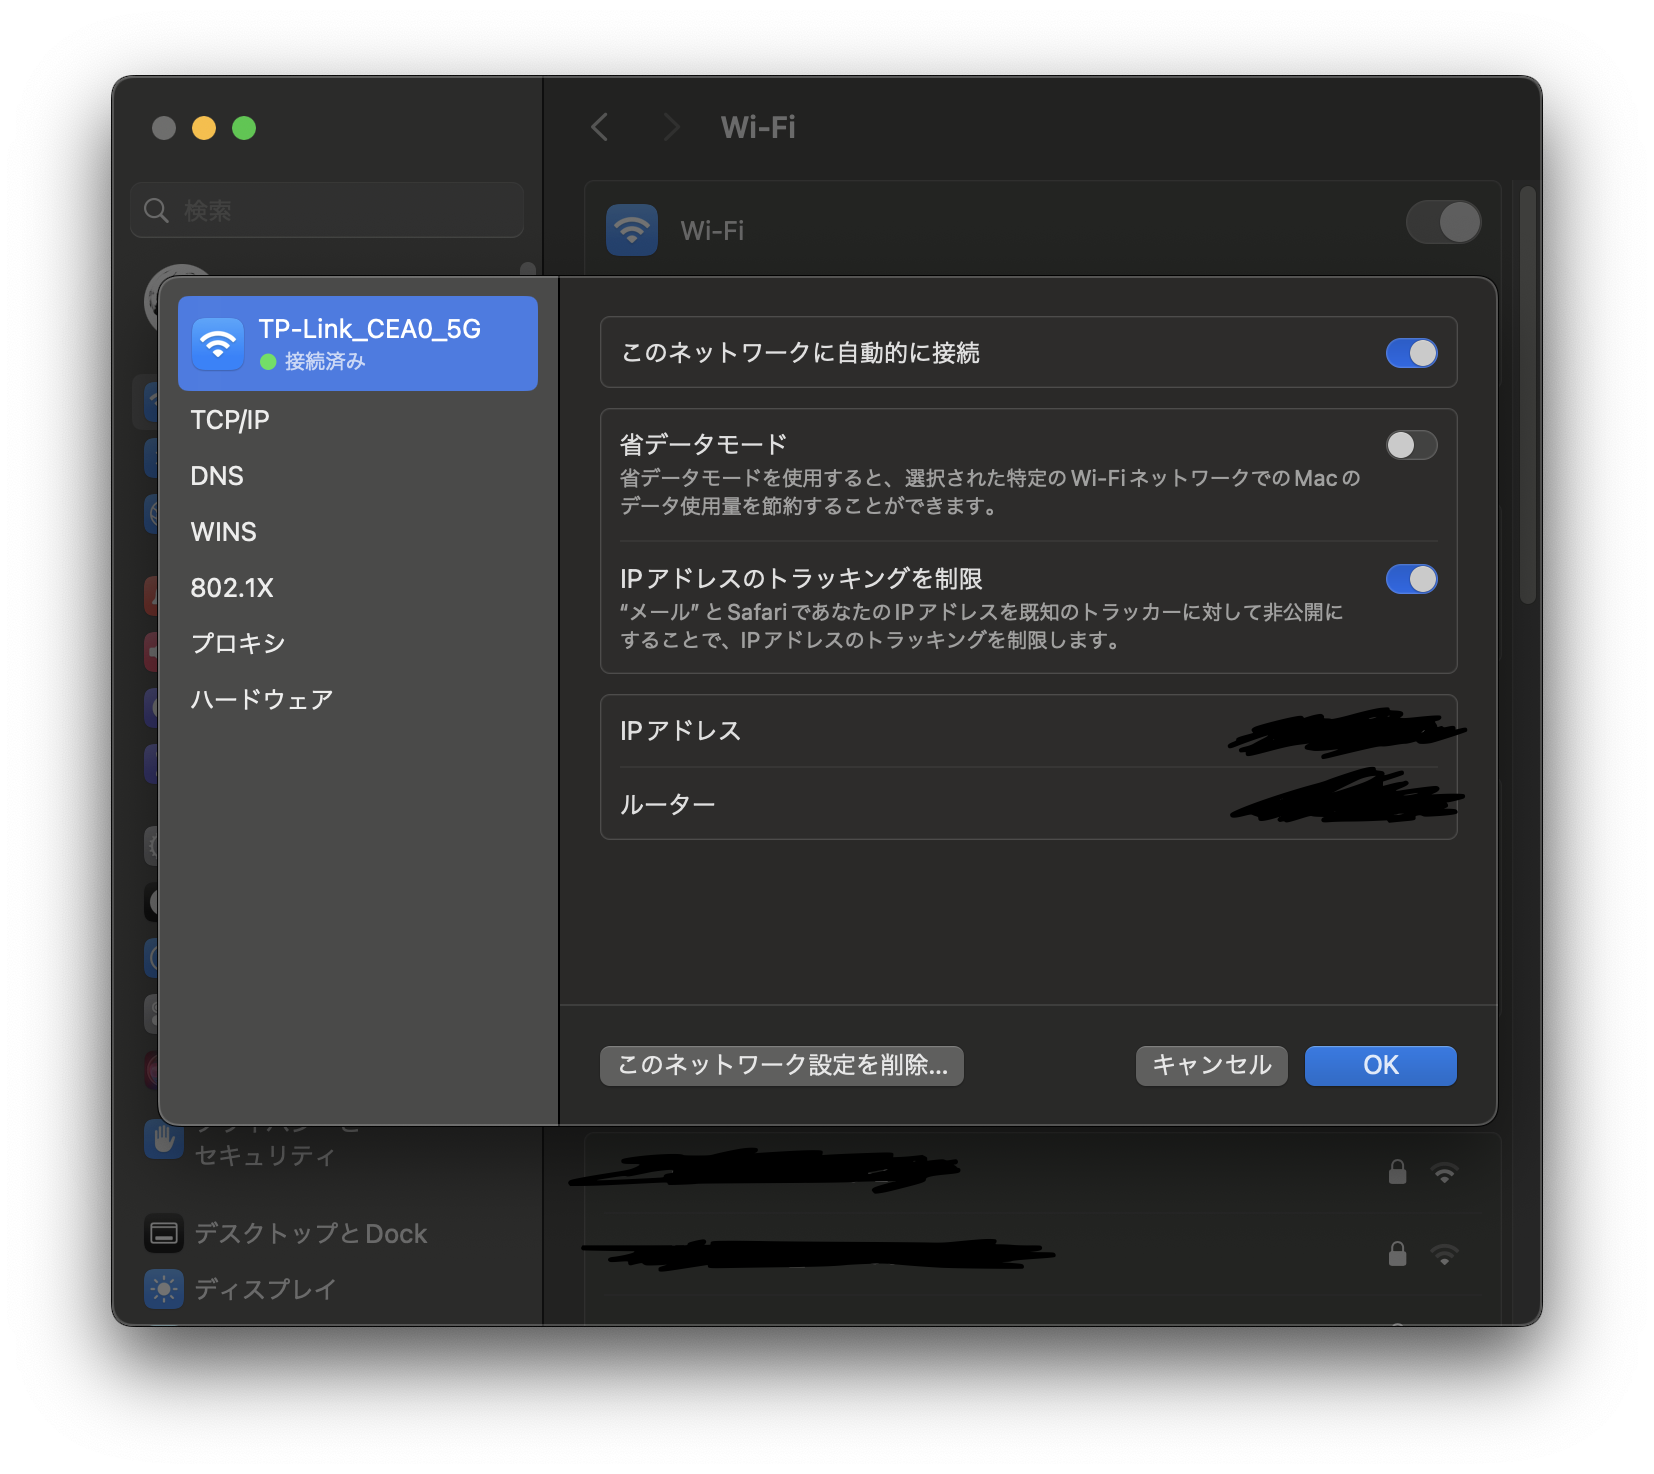 Wi-Fi
検索
Wi-Fi
TP-Link_CEA0_5G
接続済み
TCP/IP
DNS
WINS
802.1X
プロキシ
ハードウェア
このネットワークに自動的に接続
省データモード
省データモードを使用すると、選択された特定のWi-FiネットワークでのMacの
データ使用量を節約することができます。
IPアドレスのトラッキングを制限
“メール”とSafariであなたのIPアドレスを既知のトラッカーに対して非公開に
することで、IPアドレスのトラッキングを制限します。
IPアドレス
ルーター
このネットワーク設定を削除...
キャンセル
OK
セキュリティ
デスクトップとDock
ディスプレイ